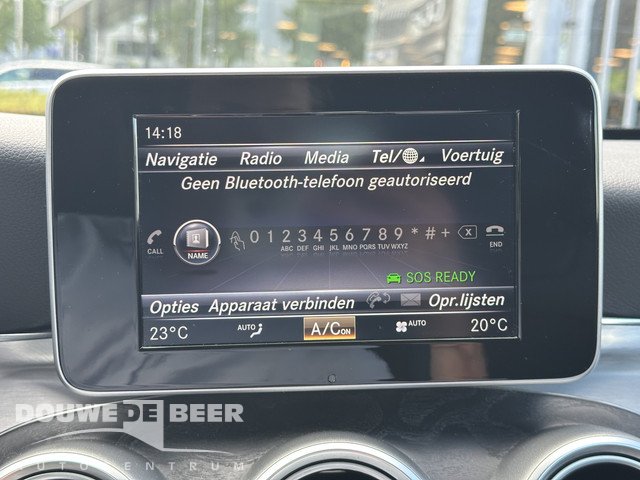 14:18
Navigatie Radio Media Tel/ Voertuig
Geen Bluetooth-telefoon geautoriseerd
0 1 2 3 4 5 6 7 8 9 * # +
ABC DEF GHI JKL MNO PQRS TUV WXYZ
CALL NAME END
SOS READY
Opties Apparaat verbinden Opr.lijsten
23°C AUTO A/C ON AUTO 20°C
DOUWE DE BEER
AUTOCENTRUM